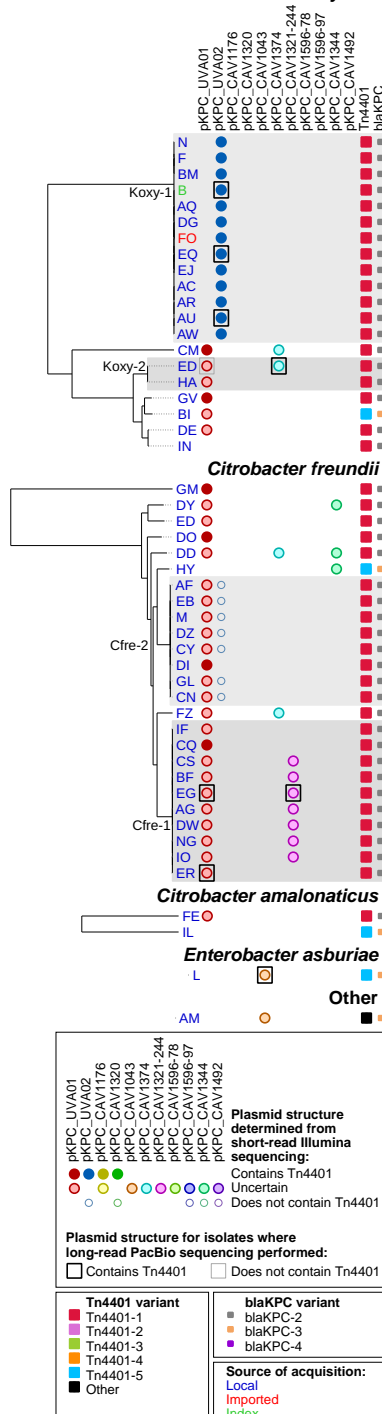 pKPC_UVA01
pKPC_UVA02
pKPC_CAV1176
pKPC_CAV1320
pKPC_CAV1043
pKPC_CAV1374
pKPC_CAV1321-244
pKPC_CAV1596-78
pKPC_CAV1596-97
pKPC_CAV1344
pKPC_CAV1492
Tn4401
blaKPC
N
F
BM
Koxy-1
B
AQ
DG
FO
EQ
EJ
AC
AR
AU
AW
CM
Koxy-2
ED
HA
GV
BI
DE
IN
Citrobacter freundii
GM
DY
ED
DO
DD
HY
AF
EB
M
DZ
CY
Cfre-2
DI
GL
CN
FZ
IF
CQ
CS
BF
EG
AG
Cfre-1
DW
NG
IO
ER
Citrobacter amalonaticus
FE
IL
Enterobacter asburiae
L
Other
AM
pKPC_UVA01
pKPC_UVA02
pKPC_CAV1176
pKPC_CAV1320
pKPC_CAV1043
pKPC_CAV1374
pKPC_CAV1321-244
pKPC_CAV1596-78
pKPC_CAV1596-97
pKPC_CAV1344
pKPC_CAV1492
Plasmid structure
determined from
short-read Illumina
sequencing:
Contains Tn4401
Uncertain
Does not contain Tn4401
Plasmid structure for isolates where
long-read PacBio sequencing performed:
Contains Tn4401 Does not contain Tn4401
Tn4401 variant
Tn4401-1
Tn4401-2
Tn4401-3
Tn4401-4
Tn4401-5
Other
blaKPC variant
blaKPC-2
blaKPC-3
blaKPC-4
Source of acquisition:
Local
Imported
Index